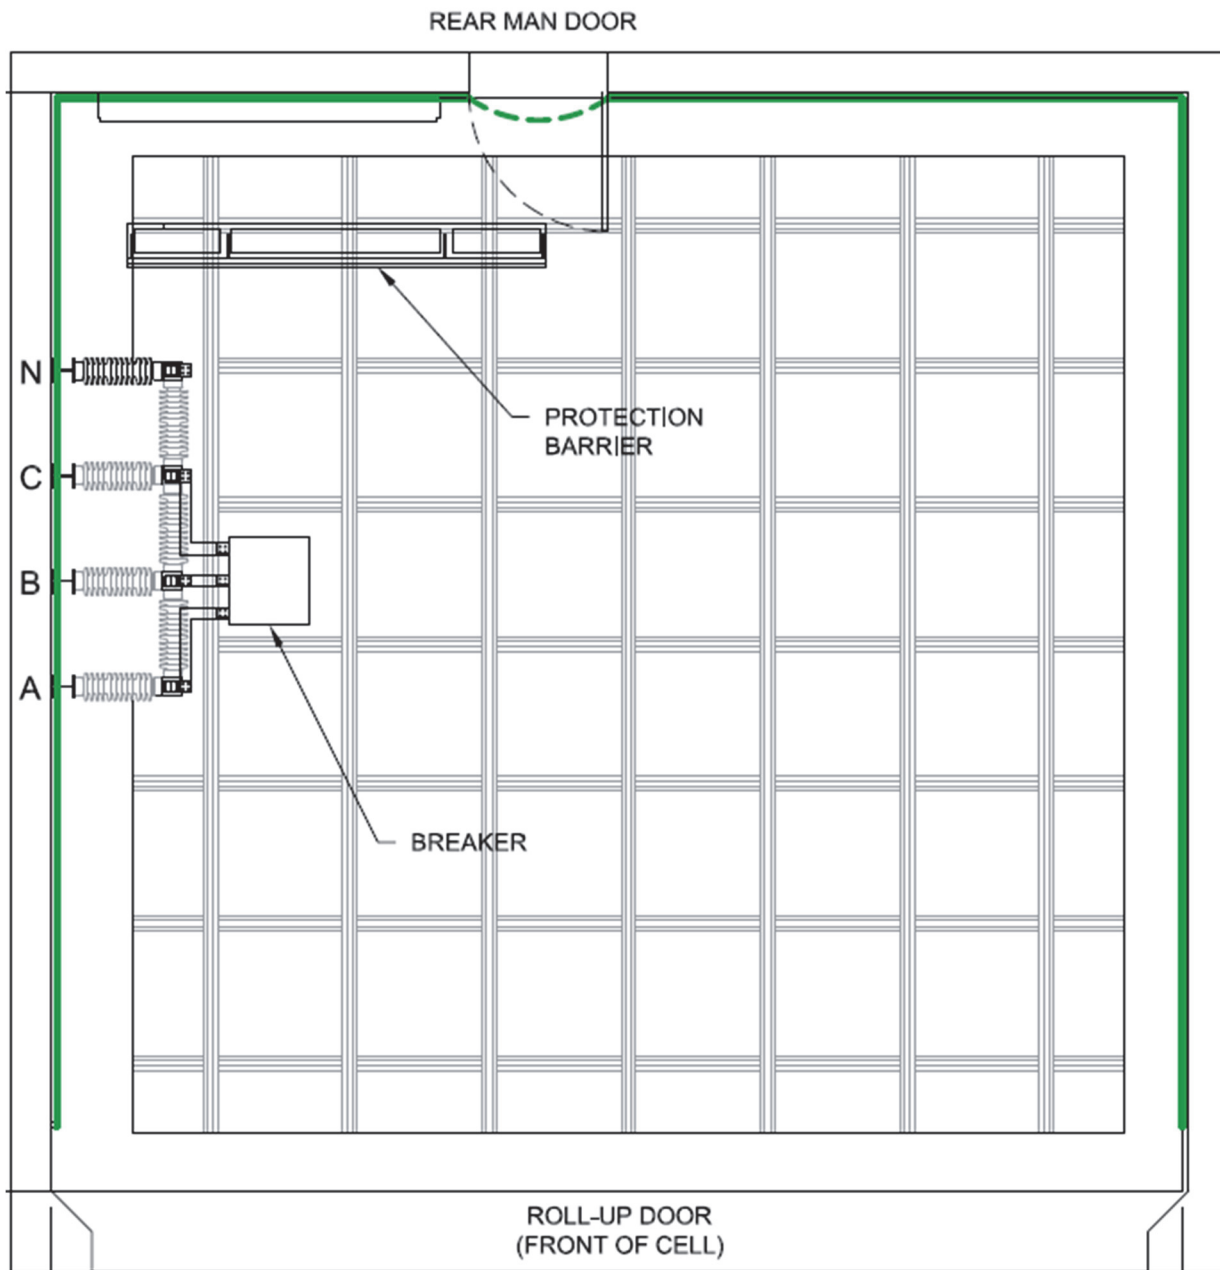 REAR MAN DOOR
N
PROTECTION
BARRIER
C
B
A
BREAKER
ROLL-UP DOOR
(FRONT OF CELL)